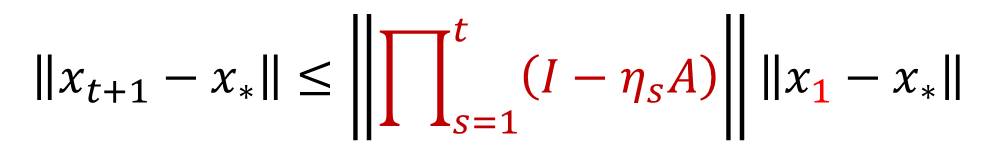 ‖x_{t+1} − x_*‖ ≤ ‖∏_{s=1}^{t} (I − η_s A)‖ ‖x_1 − x_*‖